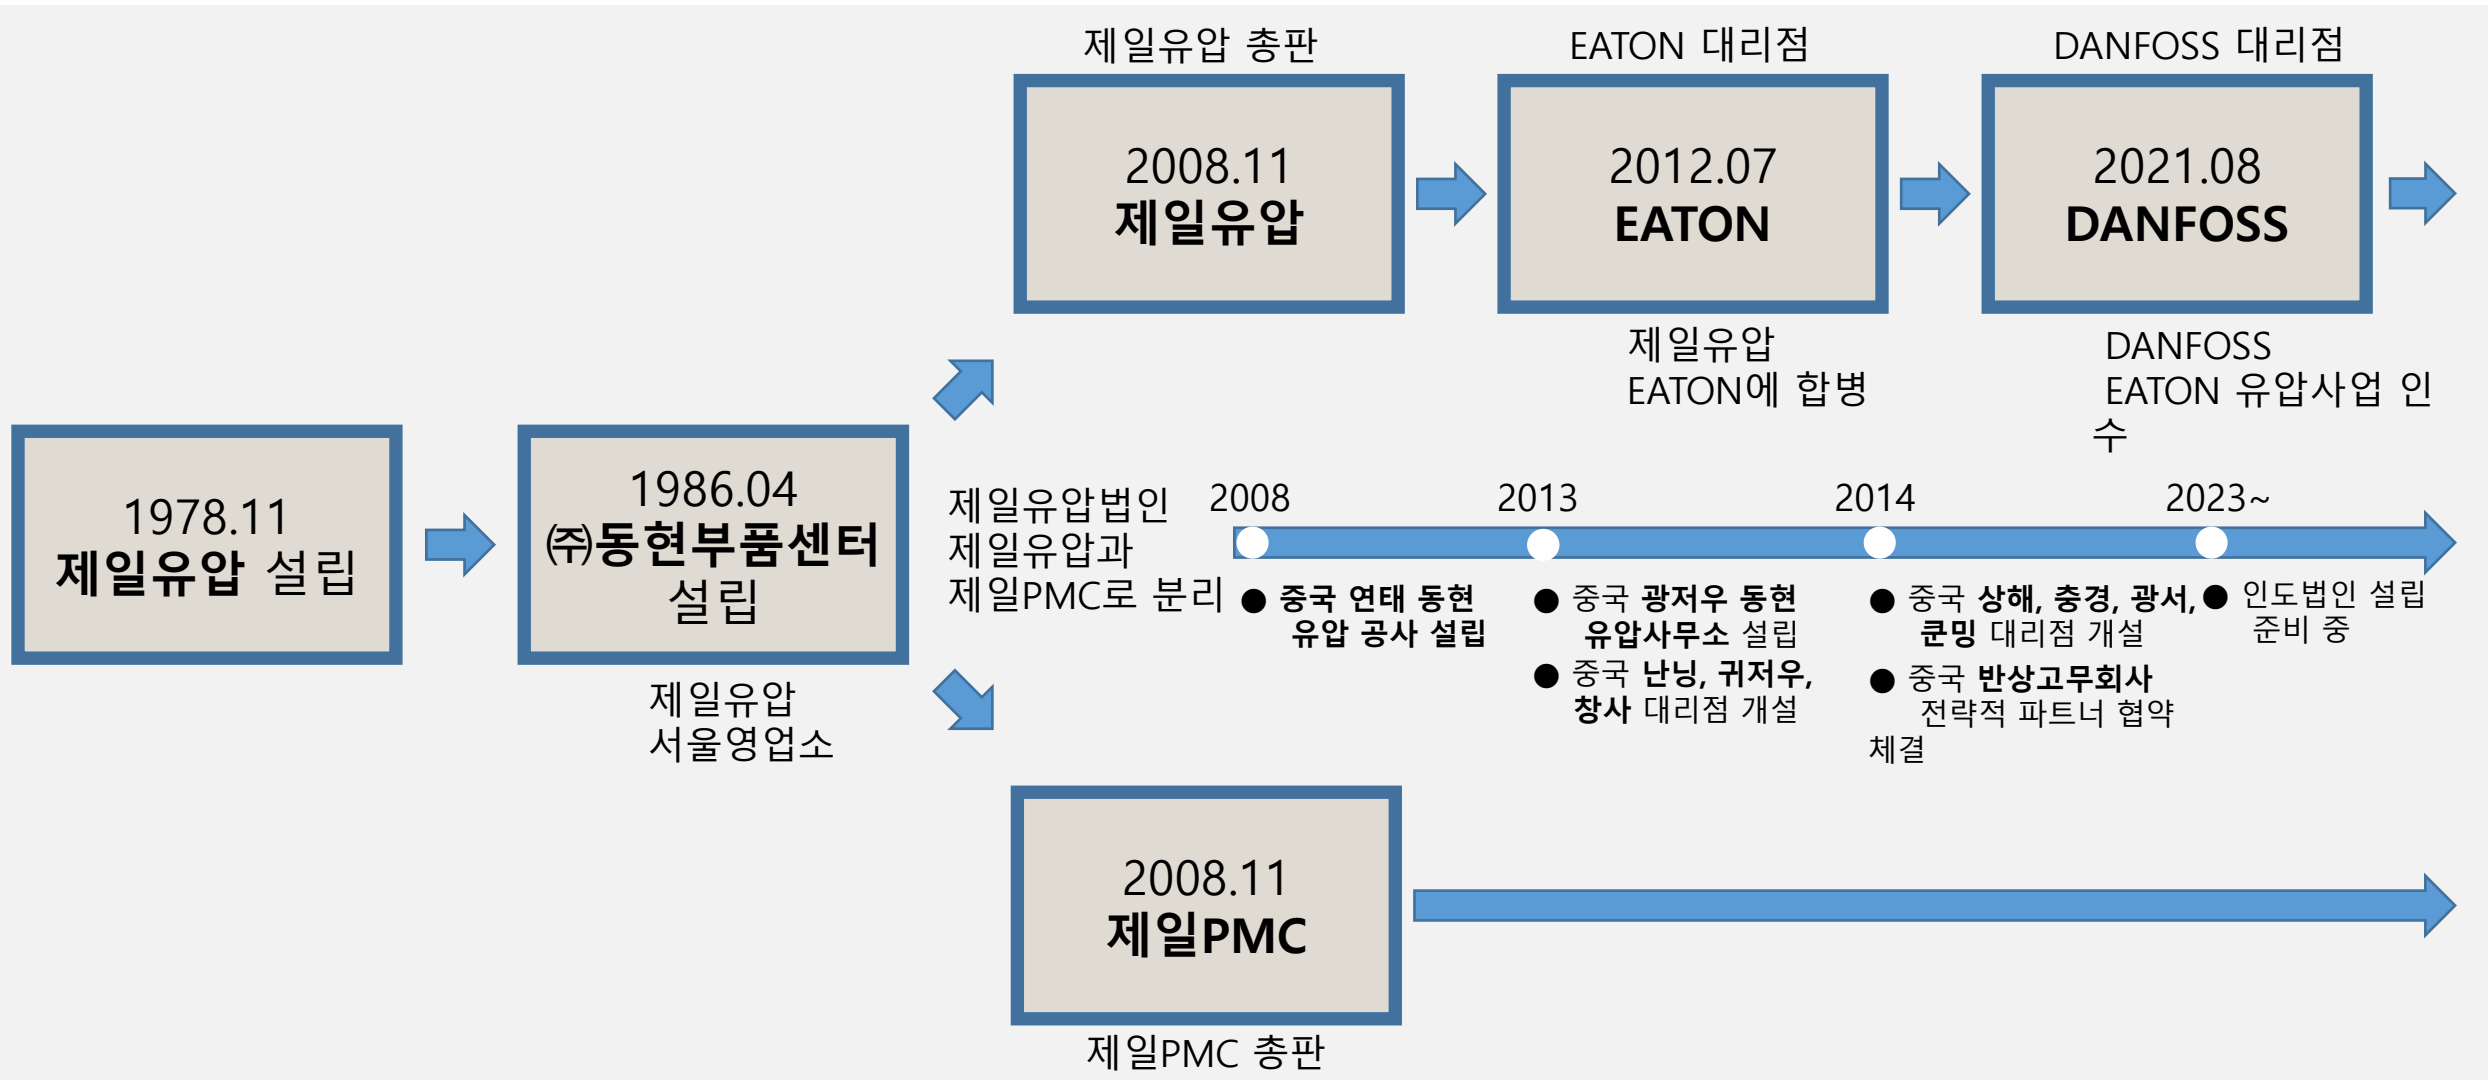 제일유압 총판
2008.11
제일유압
EATON 대리점
2012.07
EATON
제일유압
EATON에 합병
DANFOSS 대리점
2021.08
DANFOSS
DANFOSS
EATON 유압사업 인
수
1978.11
제일유압 설립
1986.04
㈜동현부품센터
설립
제일유압
서울영업소
제일유압법인
제일유압과
제일PMC로 분리
2008
● 중국 연태 동현
유압 공사 설립
2013
● 중국 광저우 동현
유압사무소 설립
● 중국 난닝, 귀저우,
창사 대리점 개설
2014
● 중국 상해, 충경, 광서,
쿤밍 대리점 개설
● 중국 반상고무회사
전략적 파트너 협약
체결
2023~
● 인도법인 설립
준비 중
2008.11
제일PMC
제일PMC 총판